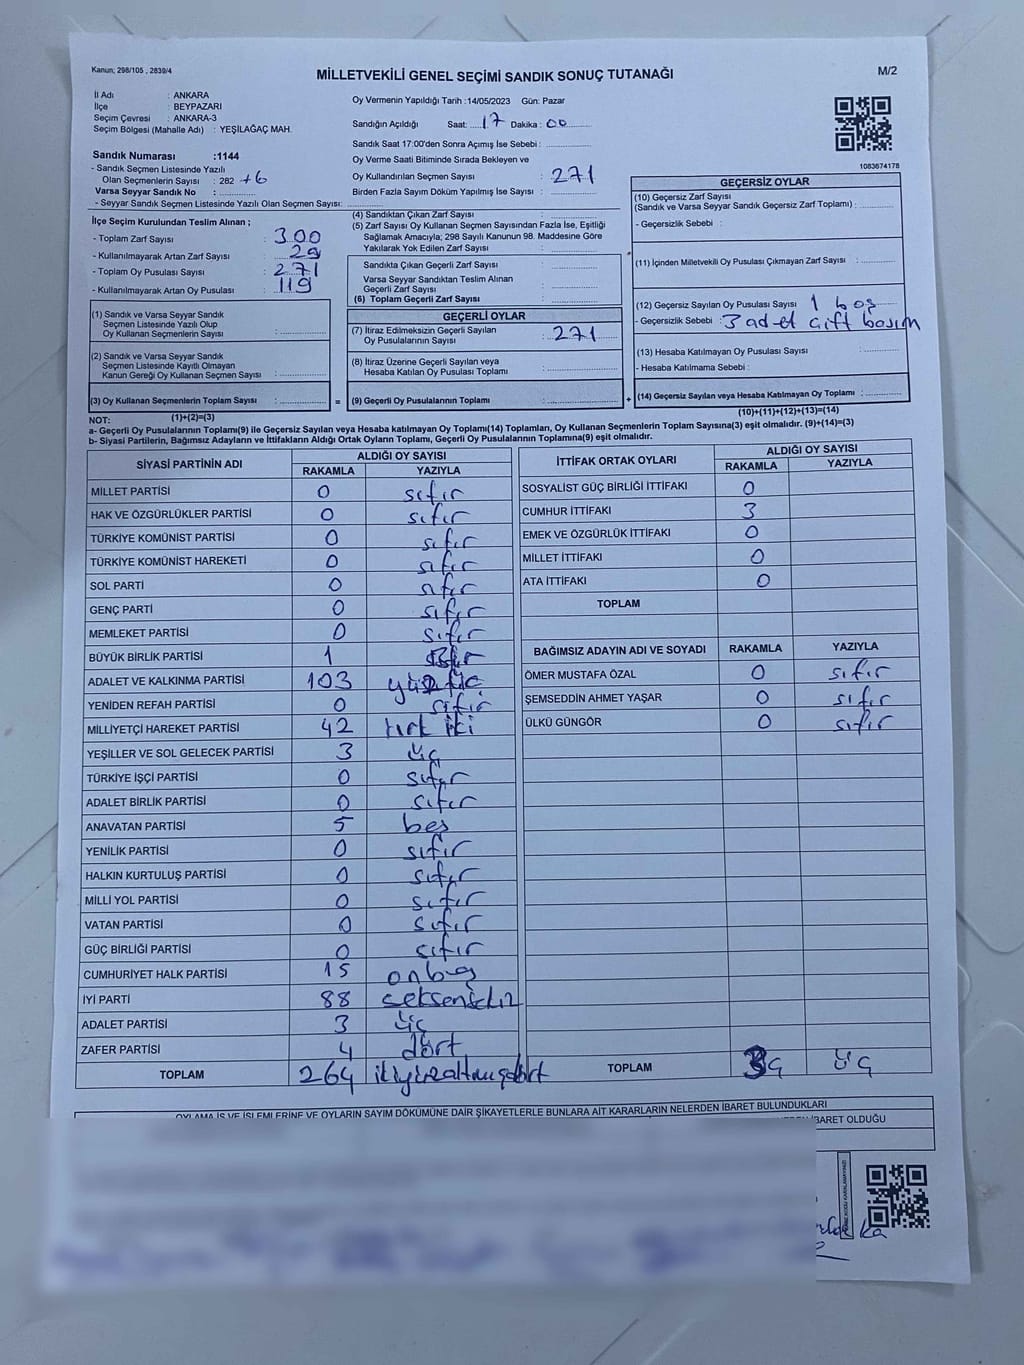 Kanun; 298/105 , 2839/4
MİLLETVEKİLİ GENEL SEÇİMİ SANDIK SONUÇ TUTANAĞI
M/2
İl Adı : ANKARA
İlçe : BEYPAZARI
Seçim Çevresi : ANKARA-3
Seçim Bölgesi (Mahalle Adı) : YEŞİLAĞAÇ MAH.
Sandık Numarası :1144
- Sandık Seçmen Listesinde Yazılı
Olan Seçmenlerin Sayısı : 282 +6
Varsa Seyyar Sandık No :
- Seyyar Sandık Seçmen Listesinde Yazılı Olan Seçmen Sayısı:
Oy Vermenin Yapıldığı Tarih :14/05/2023 Gün: Pazar
Sandığın Açıldığı Saat: 17 Dakika : 00
Sandık Saat 17:00'den Sonra Açımış İse Sebebi :
Oy Verme Saati Bitiminde Sırada Bekleyen ve
Oy Kullandırılan Seçmen Sayısı : 271
Birden Fazla Sayım Döküm Yapılmış İse Sayısı :
1083674178
İlçe Seçim Kurulundan Teslim Alınan ;
- Toplam Zarf Sayısı : 300
- Kullanılmayarak Artan Zarf Sayısı : 29
- Toplam Oy Pusulası Sayısı : 271
- Kullanılmayarak Artan Oy Pusulası : 119
(1) Sandık ve Varsa Seyyar Sandık
Seçmen Listesinde Yazılı Olup
Oy Kullanan Seçmenlerin Sayısı :
(2) Sandık ve Varsa Seyyar Sandık
Seçmen Listesinde Kayıtlı Olmayan
Kanun Gereği Oy Kullanan Seçmen Sayısı :
(3) Oy Kullanan Seçmenlerin Toplam Sayısı :
(1)+(2)=(3)
(4) Sandıktan Çıkan Zarf Sayısı :
(5) Zarf Sayısı Oy Kullanan Seçmen Sayısından Fazla İse, Eşitliği
Sağlamak Amacıyla; 298 Sayılı Kanunun 98. Maddesine Göre
Yakılarak Yok Edilen Zarf Sayısı :
Sandıkta Çıkan Geçerli Zarf Sayısı :
Varsa Seyyar Sandıktan Teslim Alınan
Geçerli Zarf Sayısı :
(6) Toplam Geçerli Zarf Sayısı :
GEÇERLİ OYLAR
(7) İtiraz Edilmeksizin Geçerli Sayılan
Oy Pusulalarının Sayısı : 271
(8) İtiraz Üzerine Geçerli Sayılan veya
Hesaba Katılan Oy Pusulası Toplamı :
= (9) Geçerli Oy Pusulalarının Toplamı :
GEÇERSİZ OYLAR
(10) Geçersiz Zarf Sayısı
(Sandık ve Varsa Seyyar Sandık Geçersiz Zarf Toplamı) :
- Geçersizlik Sebebi :
(11) İçinden Milletvekili Oy Pusulası Çıkmayan Zarf Sayısı :
(12) Geçersiz Sayılan Oy Pusulası Sayısı 1 boş
- Geçersizlik Sebebi : 3 adet çift basım
(13) Hesaba Katılmayan Oy Pusulası Sayısı :
- Hesaba Katılmama Sebebi :
+ (14) Geçersiz Sayılan veya Hesaba Katılmayan Oy Toplamı :
(10)+(11)+(12)+(13)=(14)
NOT:
a- Geçerli Oy Pusulalarının Toplamı(9) ile Geçersiz Sayılan veya Hesaba katılmayan Oy Toplamı(14) Toplamları, Oy Kullanan Seçmenlerin Toplam Sayısına(3) eşit olmalıdır. (9)+(14)=(3)
b- Siyasi Partilerin, Bağımsız Adayların ve İttifakların Aldığı Ortak Oyların Toplamı, Geçerli Oy Pusulalarının Toplamına(9) eşit olmalıdır.
SİYASİ PARTİNİN ADI ALDIĞI OY SAYISI
RAKAMLA YAZIYLA
MİLLET PARTİSİ 0 sıfır
HAK VE ÖZGÜRLÜKLER PARTİSİ 0 sıfır
TÜRKİYE KOMÜNİST PARTİSİ 0 sıfır
TÜRKİYE KOMÜNİST HAREKETİ 0 sıfır
SOL PARTİ 0 sıfır
GENÇ PARTİ 0 sıfır
MEMLEKET PARTİSİ 0 sıfır
BÜYÜK BİRLİK PARTİSİ 1
ADALET VE KALKINMA PARTİSİ 103 yüz üç
YENİDEN REFAH PARTİSİ 0 sıfır
MİLLİYETÇİ HAREKET PARTİSİ 42 kırk iki
YEŞİLLER VE SOL GELECEK PARTİSİ 3 üç
TÜRKİYE İŞÇİ PARTİSİ 0 sıfır
ADALET BİRLİK PARTİSİ 0 sıfır
ANAVATAN PARTİSİ 5 beş
YENİLİK PARTİSİ 0 sıfır
HALKIN KURTULUŞ PARTİSİ 0 sıfır
MİLLİ YOL PARTİSİ 0 sıfır
VATAN PARTİSİ 0 sıfır
GÜÇ BİRLİĞİ PARTİSİ 0 sıfır
CUMHURİYET HALK PARTİSİ 15 onbeş
İYİ PARTİ 88 seksensekiz
ADALET PARTİSİ 3 üç
ZAFER PARTİSİ 4 dört
TOPLAM 264 ikiyüzaltmışdört
İTTİFAK ORTAK OYLARI ALDIĞI OY SAYISI
RAKAMLA YAZIYLA
SOSYALİST GÜÇ BİRLİĞİ İTTİFAKI 0
CUMHUR İTTİFAKI 3
EMEK VE ÖZGÜRLÜK İTTİFAKI 0
MİLLET İTTİFAKI 0
ATA İTTİFAKI 0
TOPLAM
BAĞIMSIZ ADAYIN ADI VE SOYADI RAKAMLA YAZIYLA
ÖMER MUSTAFA ÖZAL 0 sıfır
ŞEMSEDDİN AHMET YAŞAR 0 sıfır
ÜLKÜ GÜNGÖR 0 sıfır
TOPLAM 3 üç
OYLAMA İŞ VE İŞLEMLERİNE VE OYLARIN SAYIM DÖKÜMÜNE DAİR ŞİKAYETLERLE BUNLARA AİT KARARLARIN NELERDEN İBARET BULUNDUKLARI
İBARET OLDUĞU